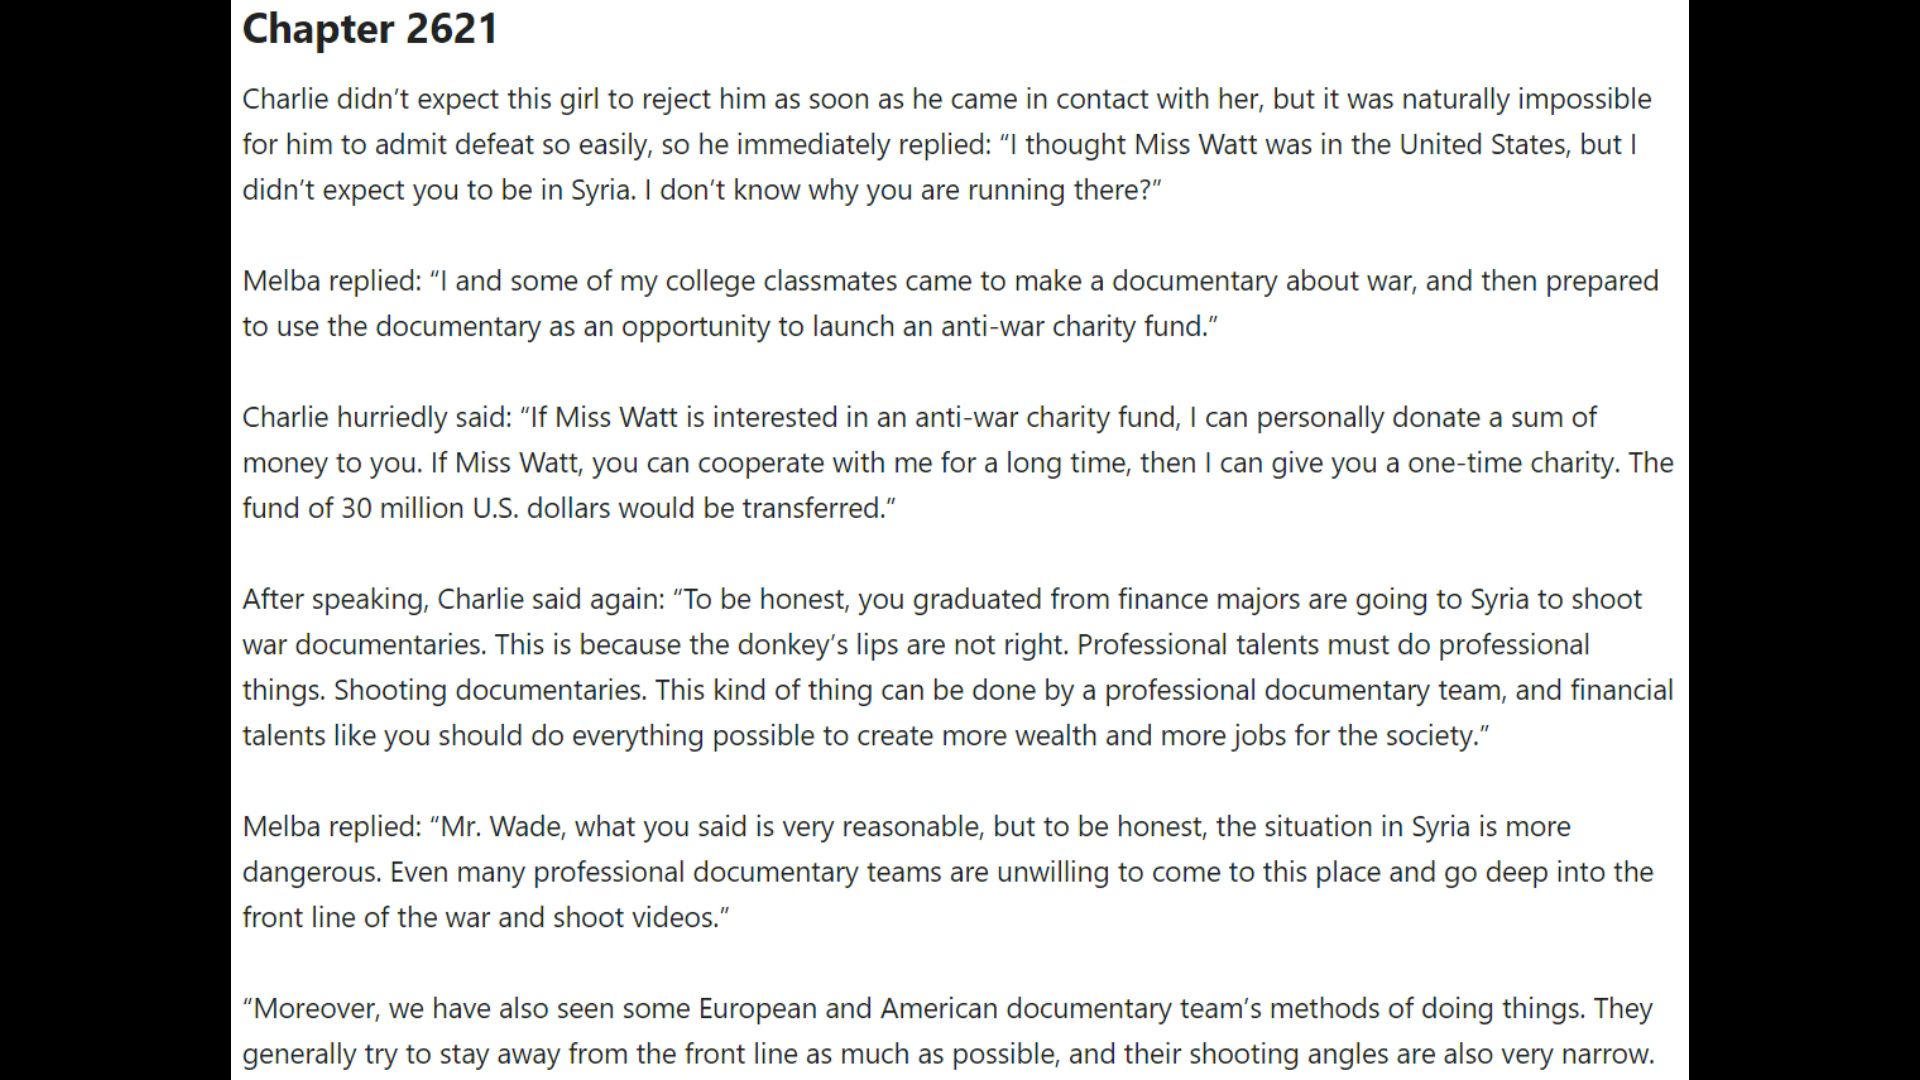 Chapter 2621
Charlie didn’t expect this girl to reject him as soon as he came in contact with her, but it was naturally impossible
for him to admit defeat so easily, so he immediately replied: “I thought Miss Watt was in the United States, but I
didn’t expect you to be in Syria. I don’t know why you are running there?”
Melba replied: “I and some of my college classmates came to make a documentary about war, and then prepared
to use the documentary as an opportunity to launch an anti-war charity fund.”
Charlie hurriedly said: “If Miss Watt is interested in an anti-war charity fund, I can personally donate a sum of
money to you. If Miss Watt, you can cooperate with me for a long time, then I can give you a one-time charity. The
fund of 30 million U.S. dollars would be transferred.”
After speaking, Charlie said again: “To be honest, you graduated from finance majors are going to Syria to shoot
war documentaries. This is because the donkey’s lips are not right. Professional talents must do professional
things. Shooting documentaries. This kind of thing can be done by a professional documentary team, and financial
talents like you should do everything possible to create more wealth and more jobs for the society.”
Melba replied: “Mr. Wade, what you said is very reasonable, but to be honest, the situation in Syria is more
dangerous. Even many professional documentary teams are unwilling to come to this place and go deep into the
front line of the war and shoot videos.”
“Moreover, we have also seen some European and American documentary team’s methods of doing things. They
generally try to stay away from the front line as much as possible, and their shooting angles are also very narrow.